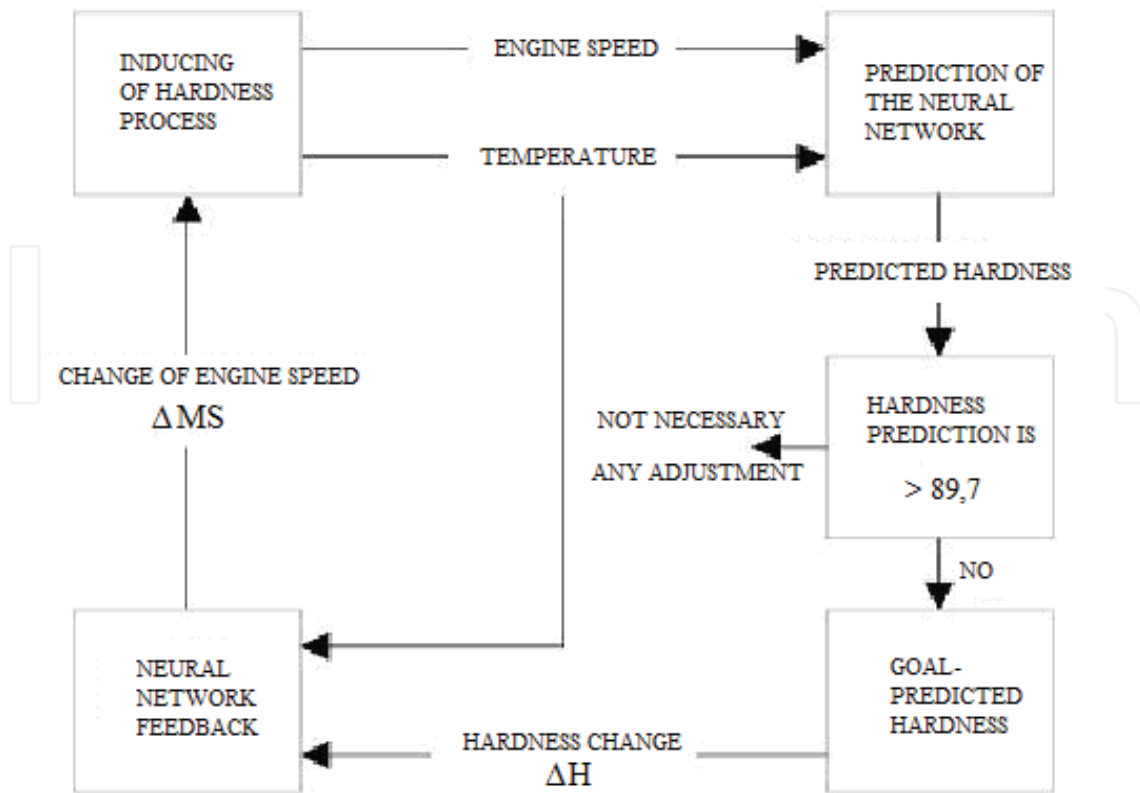 INDUCING
OF HARDNESS
PROCESS
ENGINE SPEED
TEMPERATURE
PREDICTION OF
THE NEURAL
NETWORK
PREDICTED HARDNESS
CHANGE OF ENGINE SPEED
ΔMS
NOT NECESSARY
ANY ADJUSTMENT
HARDNESS
PREDICTION IS
> 89,7
NO
NEURAL
NETWORK
FEEDBACK
HARDNESS CHANGE
ΔH
GOAL-
PREDICTED
HARDNESS